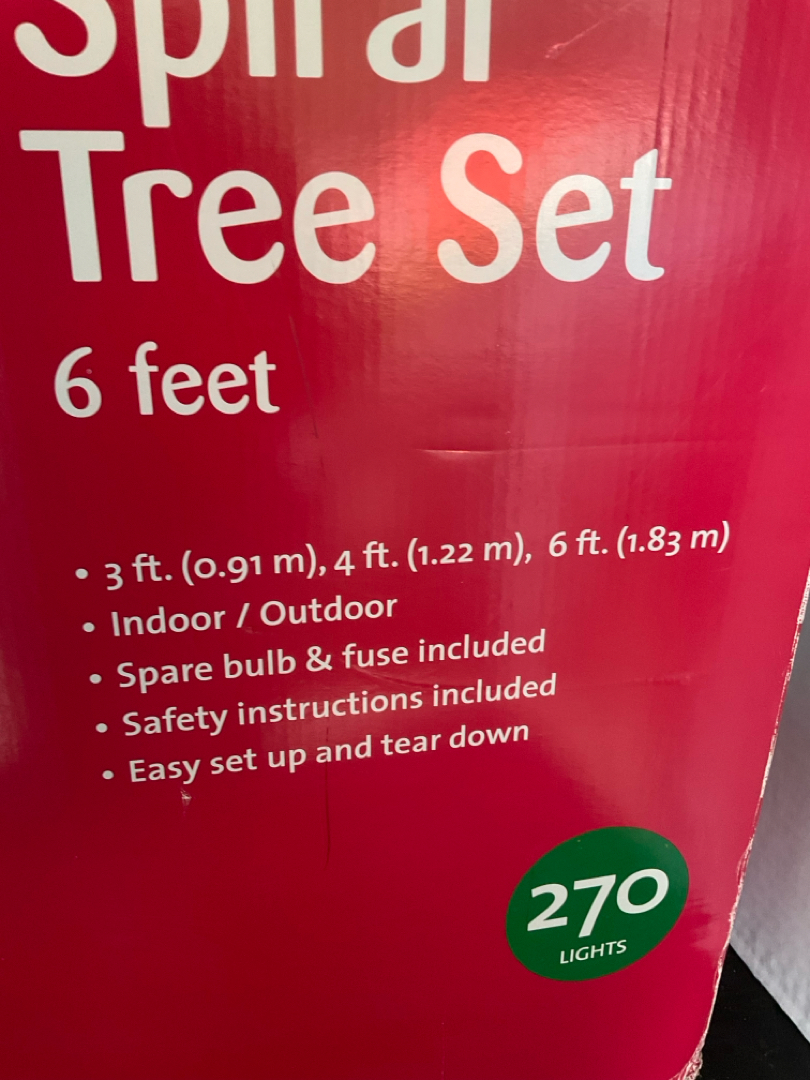 Spiral
Tree Set
6 feet
• 3 ft. (0.91 m), 4 ft. (1.22 m), 6 ft. (1.83 m)
• Indoor / Outdoor
• Spare bulb & fuse included
• Safety instructions included
• Easy set up and tear down
270
LIGHTS